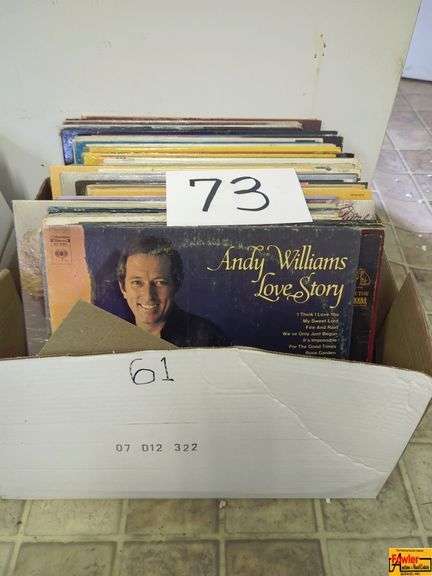 73
Andy Williams
Love Story
I Think I Love You
My Sweet Lord
Fire And Rain
We've Only Just Begun
It's Impossible
For The Good Times
Rose Garden
61
07 D12 322
Fawler